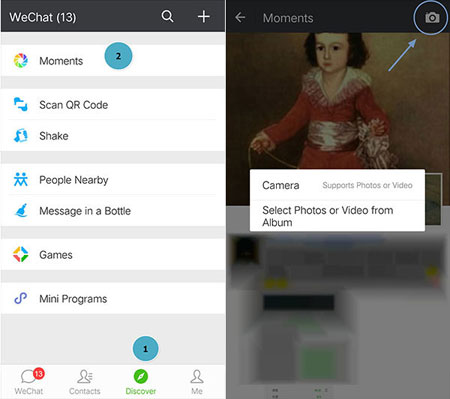 WeChat (13)
Moments
2
Scan QR Code
Shake
People Nearby
Message in a Bottle
Games
Mini Programs
1
13
WeChat
Contacts
Discover
Me
Moments
Camera
Supports Photos or Video
Select Photos or Video from
Album